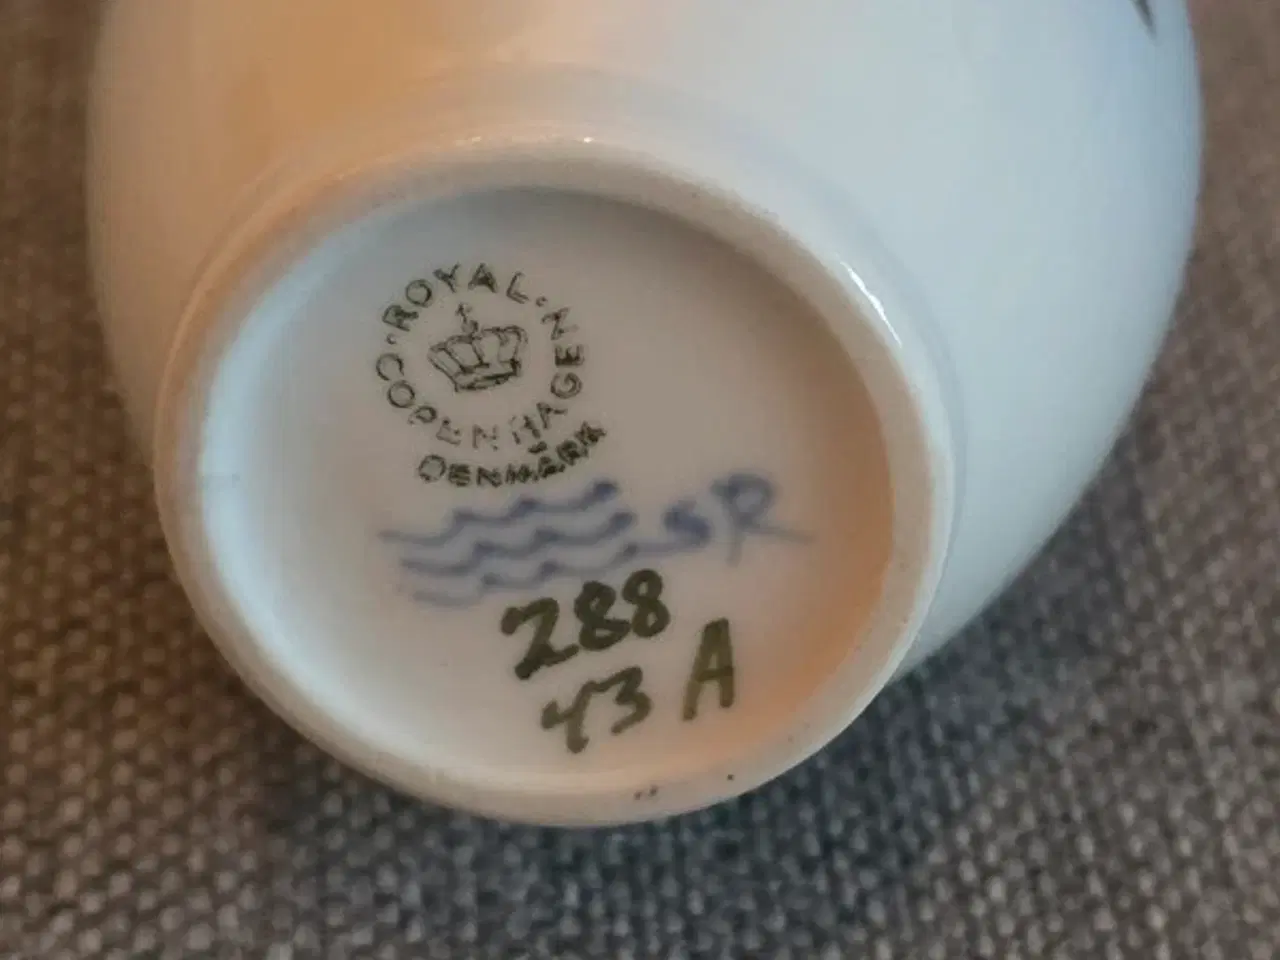 ROYAL
COPENHAGEN
DENMARK
SR
288
43 A